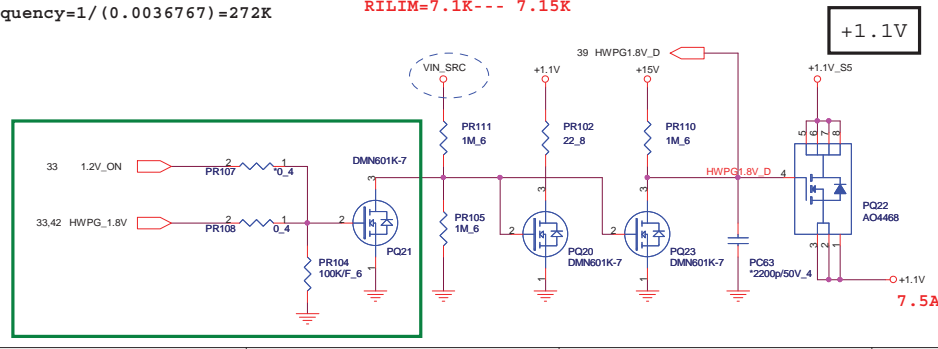 quency=1/(0.0036767)=272K
RILIM=7.1K--- 7.15K
+1.1V
39 HWPG1.8V_D
VIN_SRC
+1.1V
+15V
+1.1V_S5
PR111
1M_6
PR102
22_8
PR110
1M_6
5
6
7
8
33 1.2V_ON
2
1
PR107
*0_4
DMN601K-7
3
HWPG1.8V_D
4
33,42 HWPG_1.8V
2
1
PR108
0_4
2
PQ21
1
PR105
1M_6
3
2
PQ20
DMN601K-7
1
3
2
PQ23
DMN601K-7
1
PQ22
AO4468
3
2
1
PR104
100K/F_6
PC63
*2200p/50V_4
+1.1V
7.5A